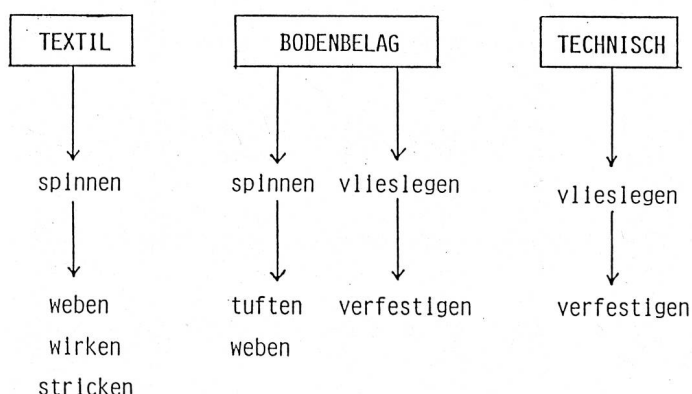 TEXTIL
BODENBELAG
TECHNISCH
spinnen
spinnen
vlieslegen
vlieslegen
weben
wirken
stricken
tuften
weben
verfestigen
verfestigen